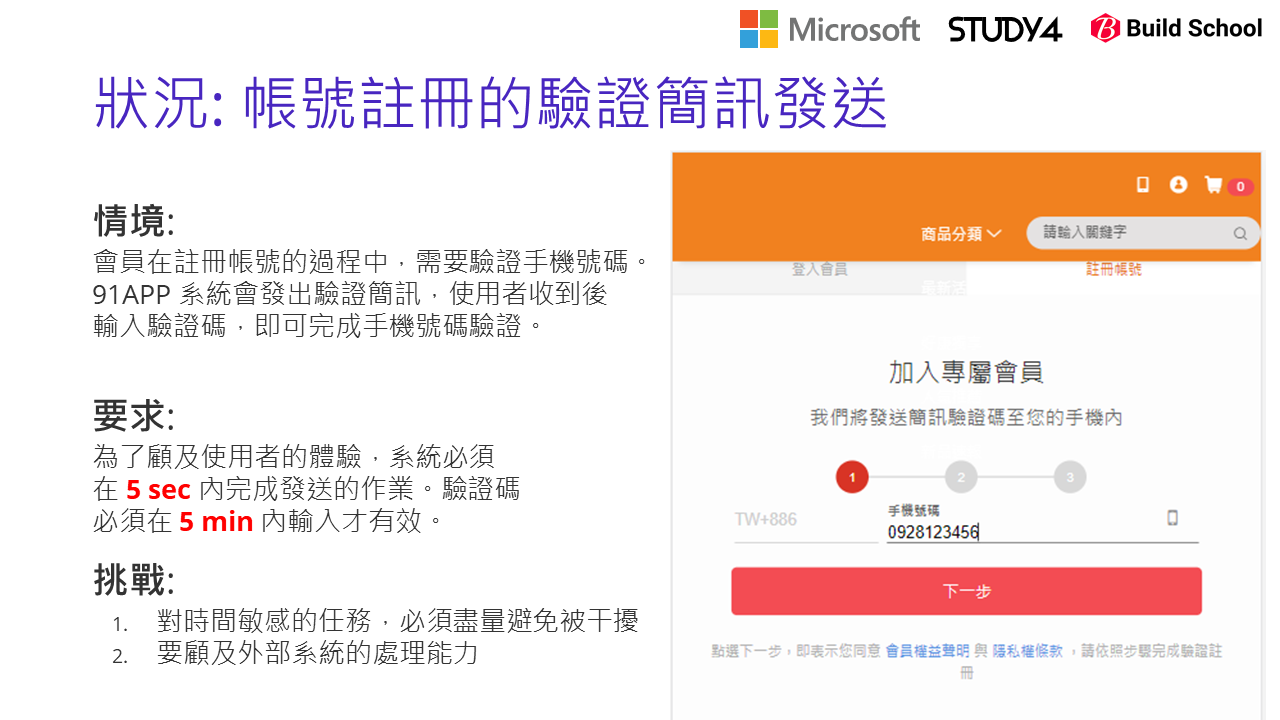 Microsoft STUDY4 Build School
狀況: 帳號註冊的驗證簡訊發送
情境:
會員在註冊帳號的過程中，需要驗證手機號碼。
91APP 系統會發出驗證簡訊，使用者收到後
輸入驗證碼，即可完成手機號碼驗證。
要求:
為了顧及使用者的體驗，系統必須
在 5 sec 內完成發送的作業。驗證碼
必須在 5 min 內輸入才有效。
挑戰:
1. 對時間敏感的任務，必須盡量避免被干擾
2. 要顧及外部系統的處理能力
0
商品分類 請輸入關鍵字
登入會員 註冊帳號
加入專屬會員
我們將發送簡訊驗證碼至您的手機內
1 2 3
手機號碼
TW+886 0928123456
下一步
點選下一步，即表示您同意 會員權益聲明 與 隱私權條款 ，請依照步驟完成驗證註
冊